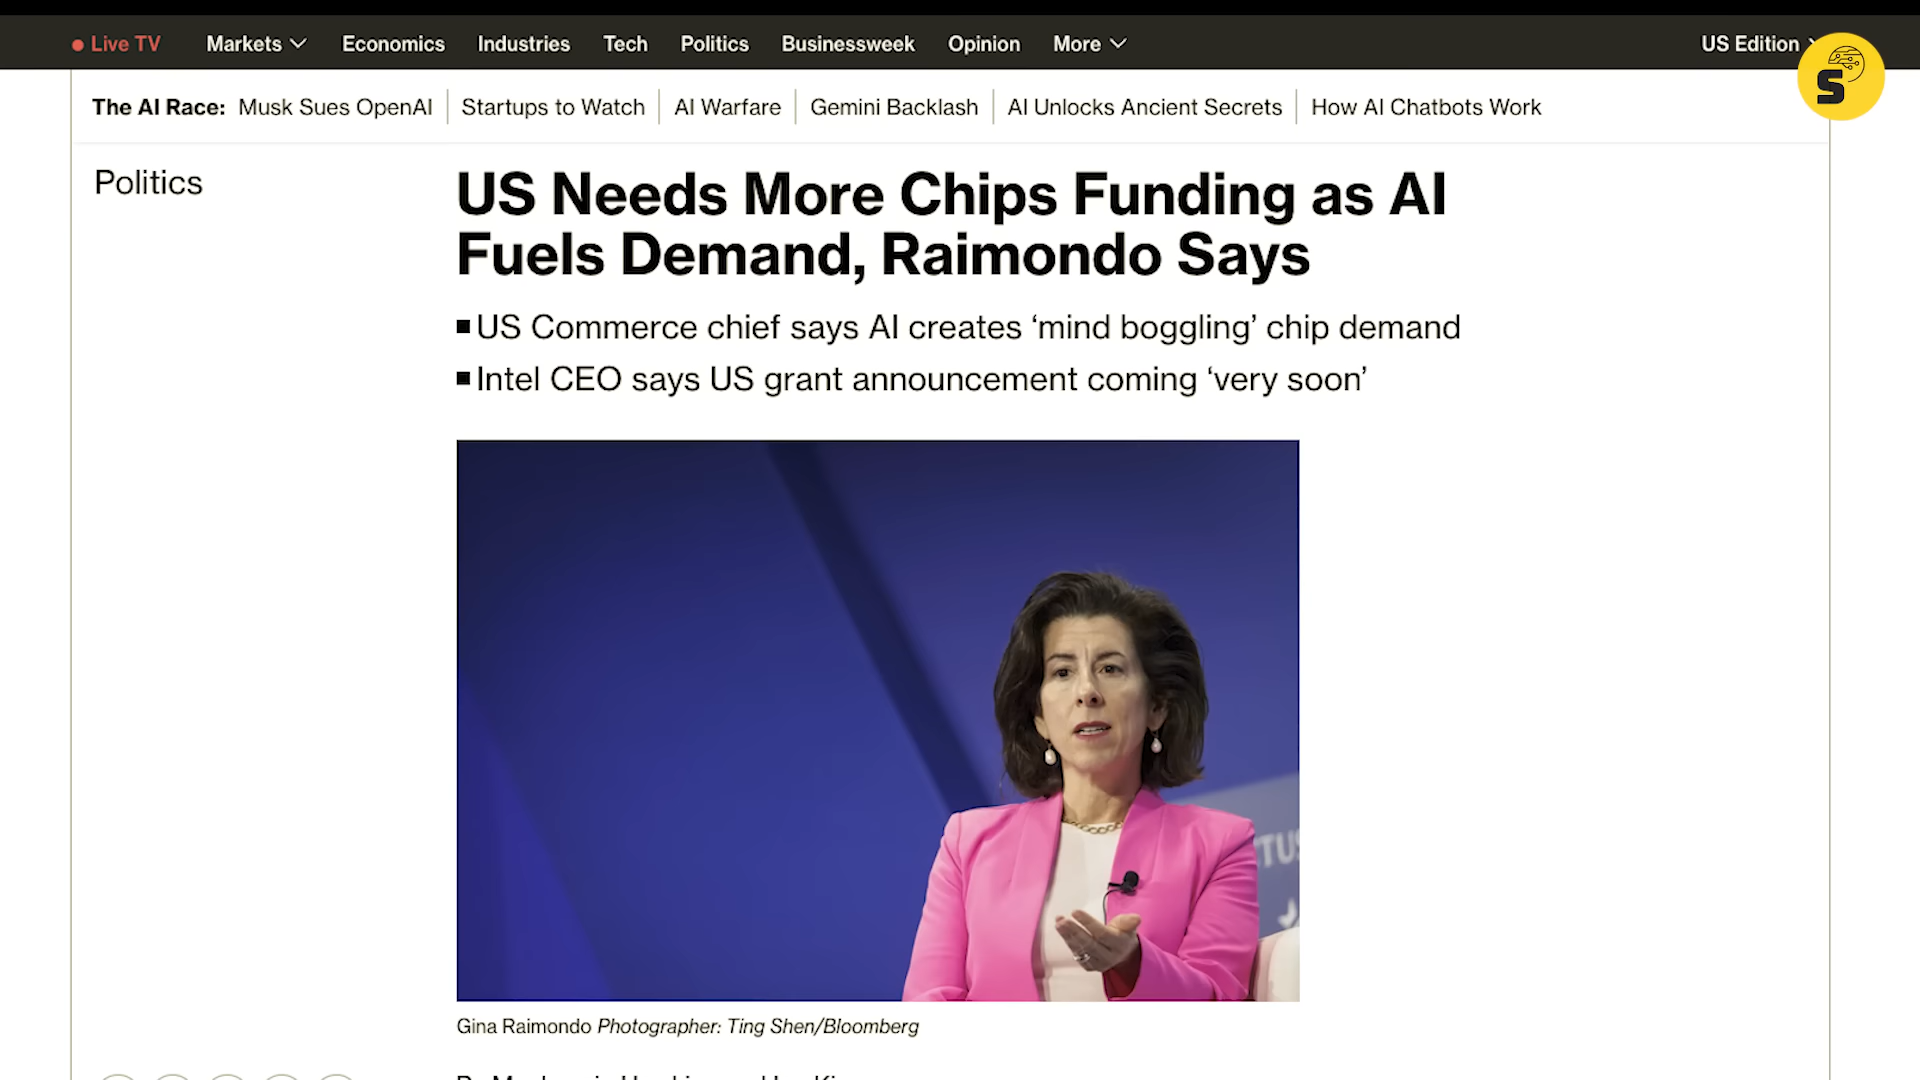 Live TV Markets Economics Industries Tech Politics Businessweek Opinion More US Edition
S
The AI Race: Musk Sues OpenAI Startups to Watch AI Warfare Gemini Backlash AI Unlocks Ancient Secrets How AI Chatbots Work
Politics
US Needs More Chips Funding as AI
Fuels Demand, Raimondo Says
US Commerce chief says AI creates ‘mind boggling’ chip demand
Intel CEO says US grant announcement coming ‘very soon’
TUS
Gina Raimondo Photographer: Ting Shen/Bloomberg